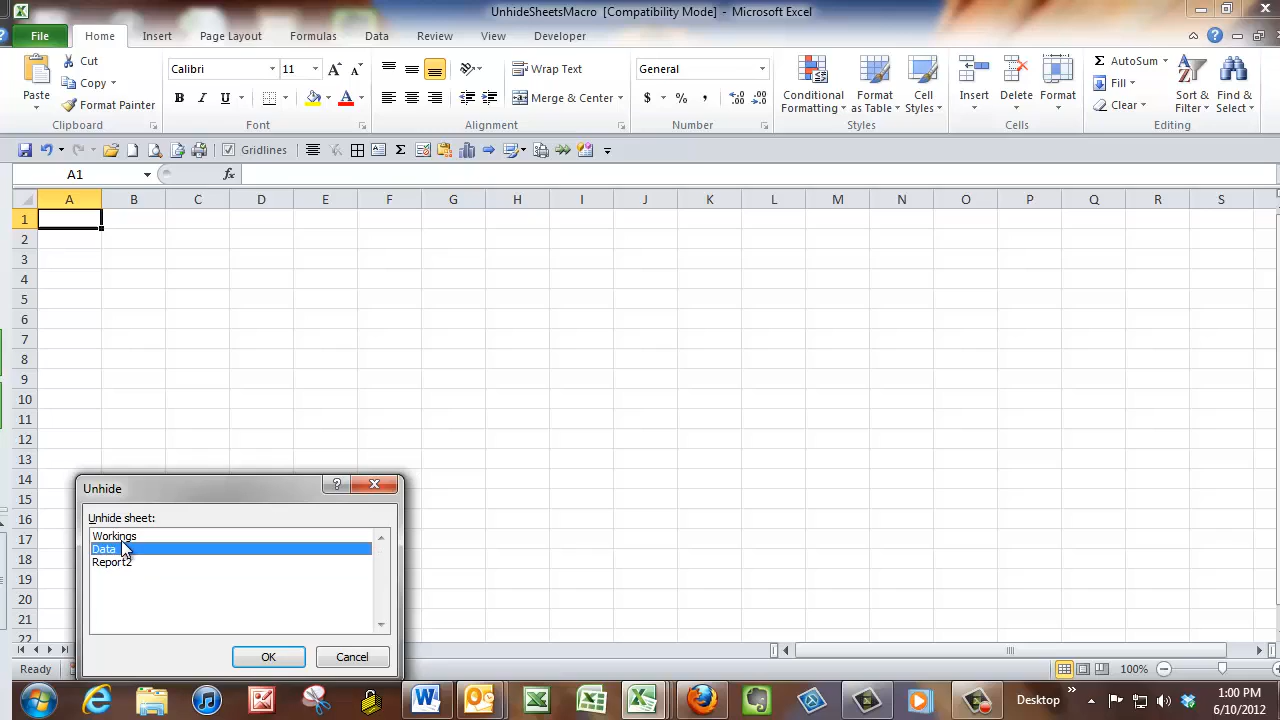 UnhideSheetsMacro [Compatibility Mode] - Microsoft Excel
File Home Insert Page Layout Formulas Data Review View Developer
Paste
Cut
Copy
Format Painter
Clipboard
Calibri 11
B I U
Font
Wrap Text
Merge & Center
Alignment
General
$ % ,
Number
Conditional Formatting
Format as Table
Cell Styles
Styles
Insert
Delete
Format
Cells
AutoSum
Fill
Clear
Sort & Filter
Find & Select
Editing
Gridlines
A1 fx
A B C D E F G H I J K L M N O P Q R S
1
2
3
4
5
6
7
8
9
10
11
12
13
14
15
16
17
18
19
20
21
22
Unhide
Unhide sheet:
Workings
Data
Report2
OK Cancel
Ready 100%
Desktop
1:00 PM
6/10/2012